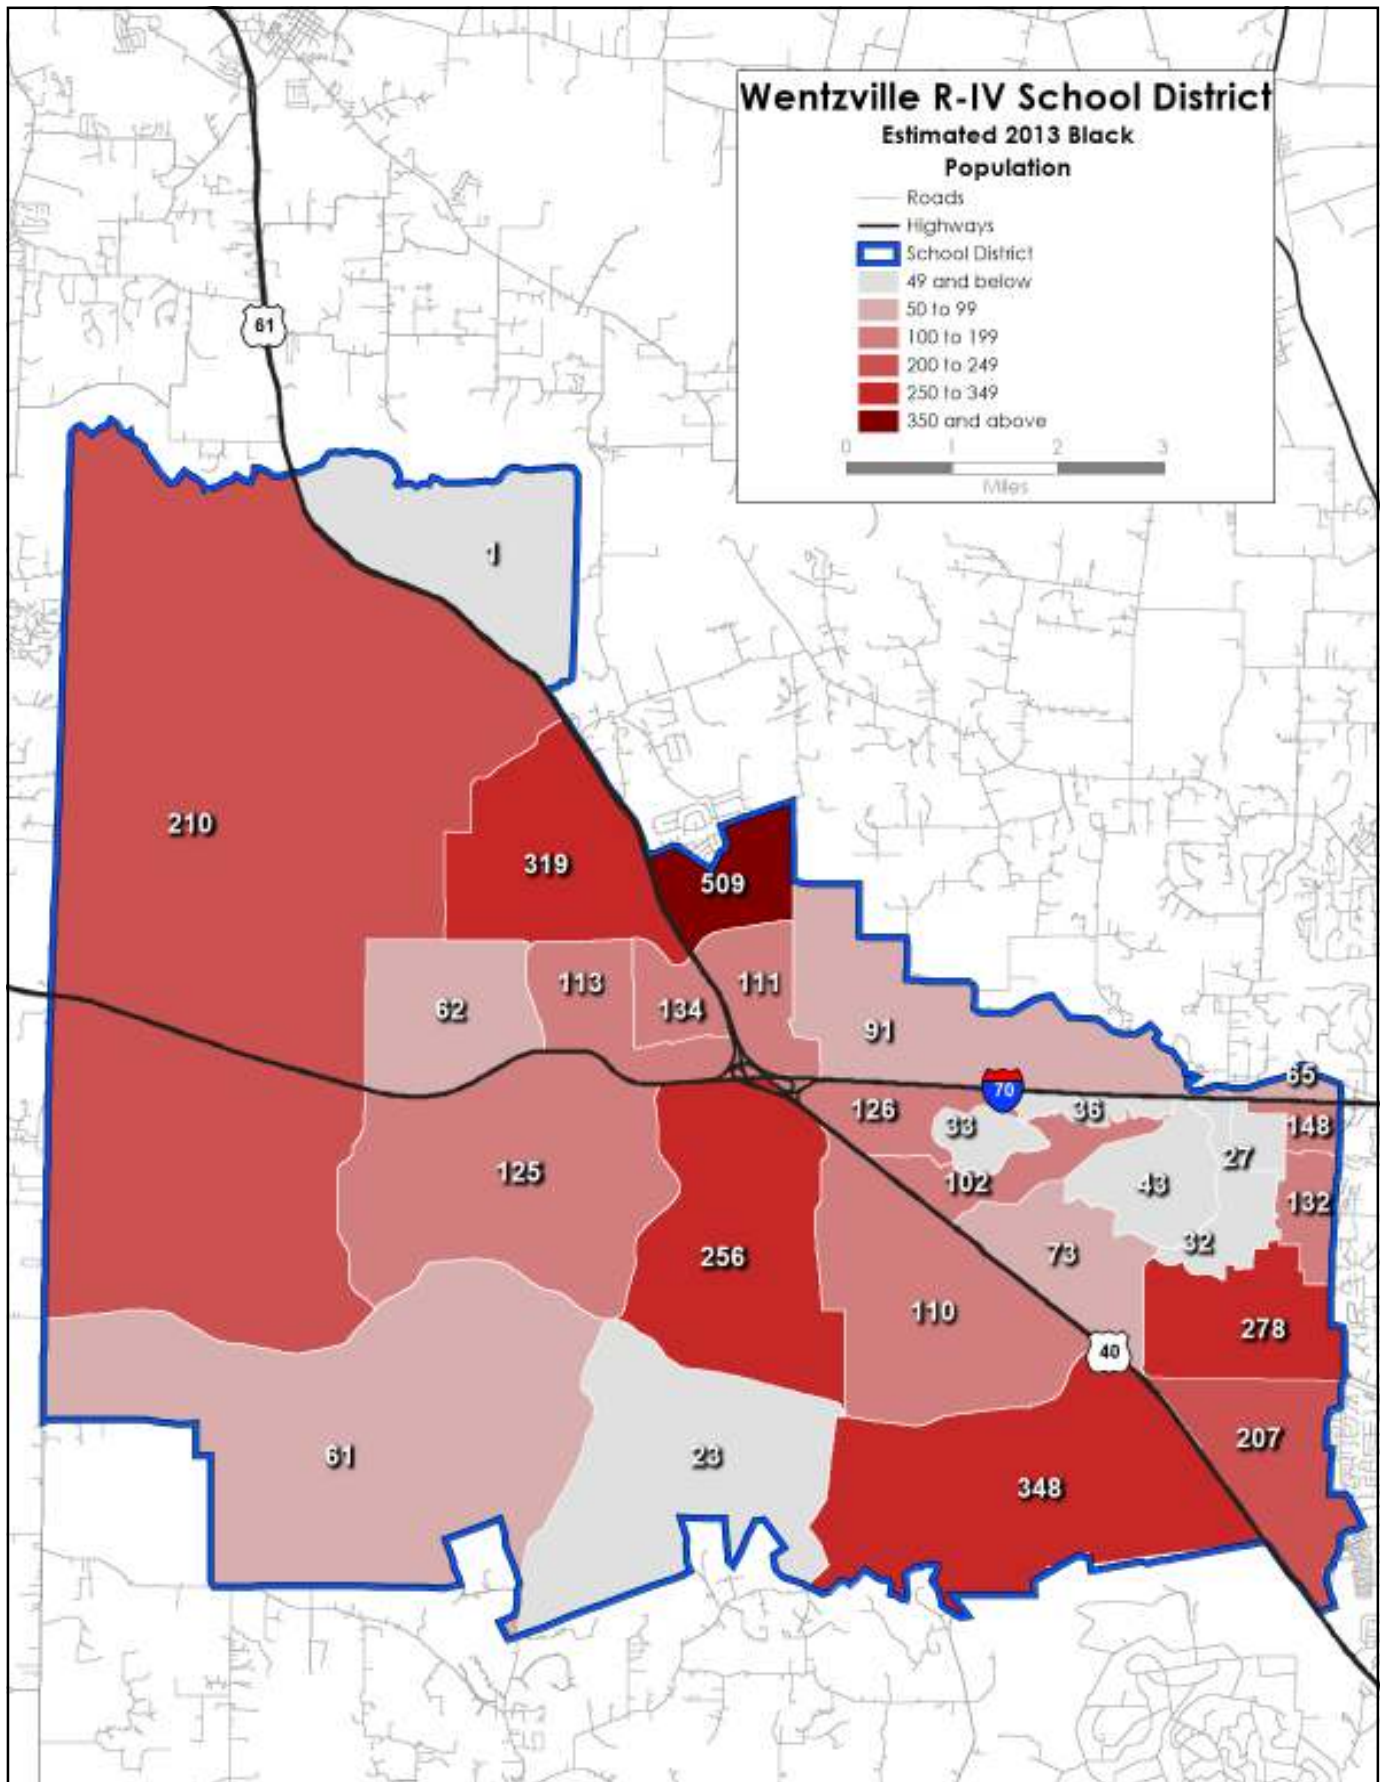 Wentzville R-IV School District
Estimated 2013 Black
Population
Roads
Highways
School District
49 and below
50 to 99
100 to 199
200 to 249
250 to 349
350 and above
0 1 2 3
Miles
61
1
210
319
509
113
111
62
134
91
65
70
126
36
148
33
27
102
43
132
125
32
73
256
110
278
40
207
61
23
348